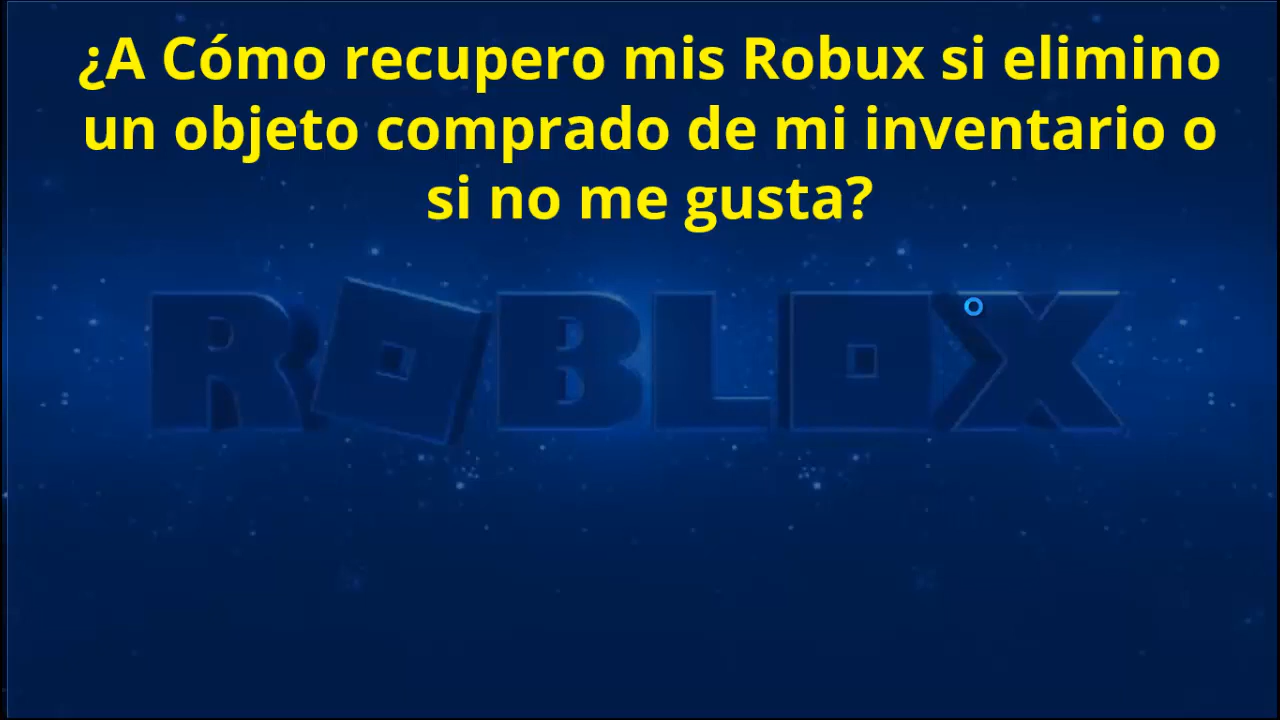 ¿A Cómo recupero mis Robux si elimino
un objeto comprado de mi inventario o
si no me gusta?
ROBLOX